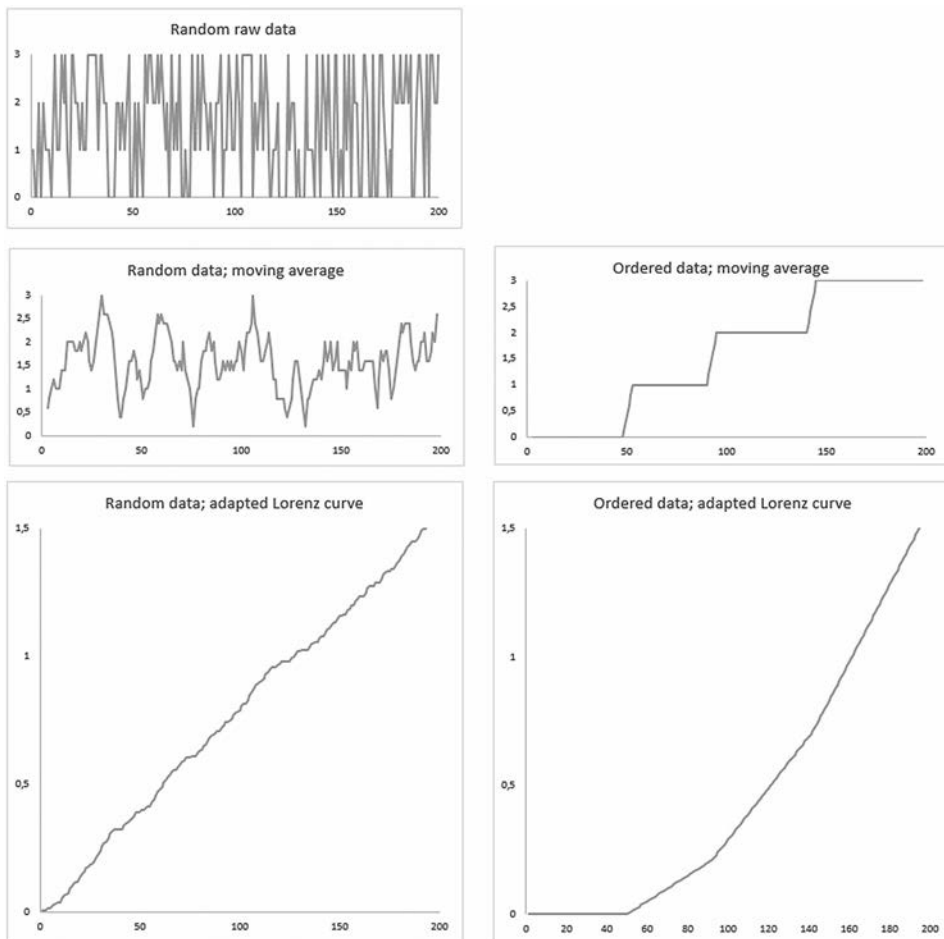 Random raw data
3
2
1
0
0 50 100 150 200
Random data; moving average
3
2,5
2
1,5
1
0,5
0
0 50 100 150 200
Ordered data; moving average
3
2,5
2
1,5
1
0,5
0
0 50 100 150 200
Random data; adapted Lorenz curve
1,5
1
0,5
0
0 50 100 150 200
Ordered data; adapted Lorenz curve
1,5
1
0,5
0
0 20 40 60 80 100 120 140 160 180 200